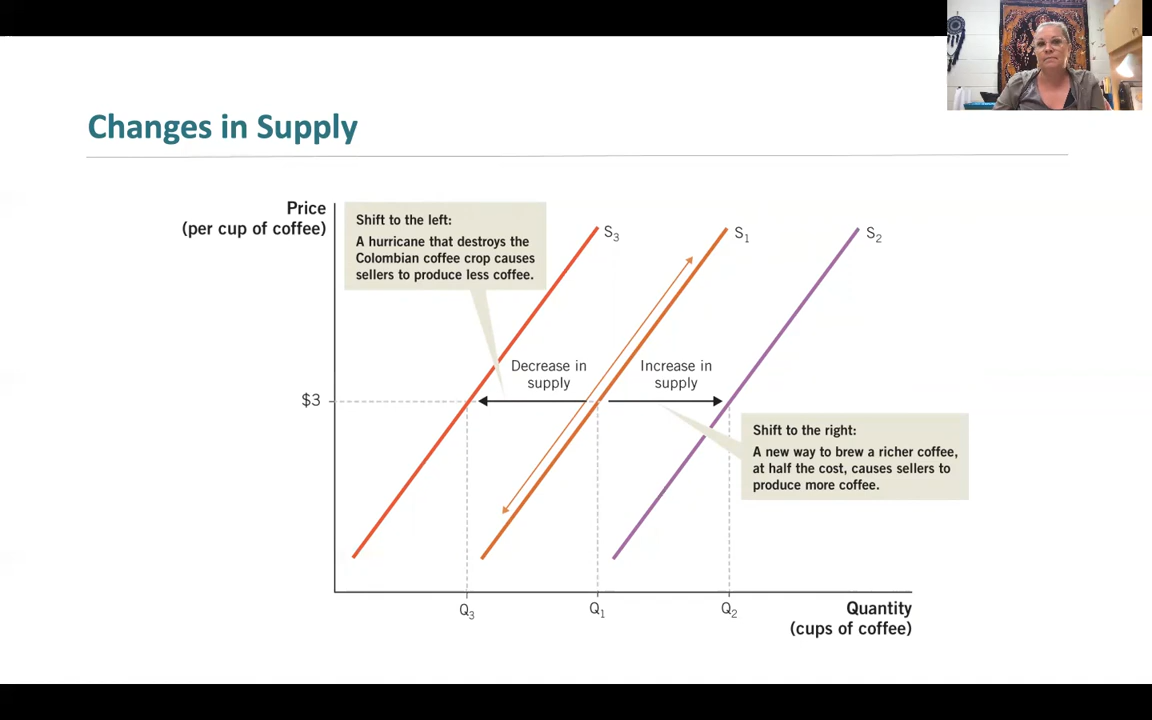 Changes in Supply
Price
(per cup of coffee)
Shift to the left:
A hurricane that destroys the
Colombian coffee crop causes
sellers to produce less coffee.
S3
S1
S2
Decrease in
supply
Increase in
supply
$3
Shift to the right:
A new way to brew a richer coffee,
at half the cost, causes sellers to
produce more coffee.
Q3
Q1
Q2
Quantity
(cups of coffee)